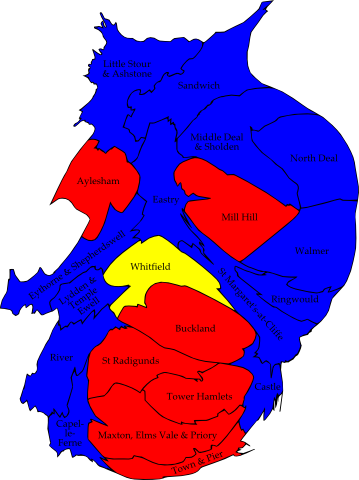 Little Stour
& Ashstone
Sandwich
Middle Deal
& Sholden
North Deal
Aylesham
Eastry
Mill Hill
Walmer
Eythorne & Shepherdswell
Whitfield
Lydden &
Temple
Ewell
Ringwould
St Margaret's-at-Cliffe
Buckland
River
St Radigunds
Castle
Tower Hamlets
Capel-
le-
Ferne
Maxton, Elms Vale & Priory
Town & Pier